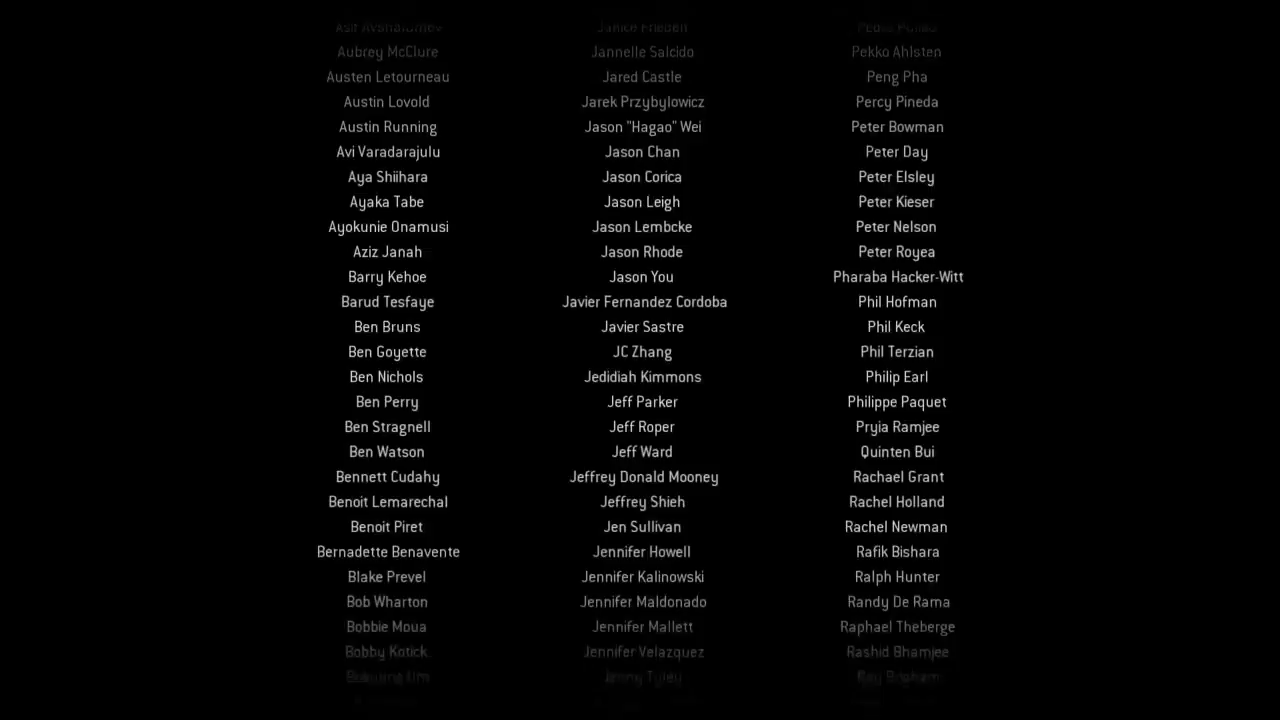 Aubrey McClure
Austen Letourneau
Austin Lovold
Austin Running
Avi Varadarajulu
Aya Shiihara
Ayaka Tabe
Ayokunie Onamusi
Aziz Janah
Barry Kehoe
Barud Tesfaye
Ben Bruns
Ben Goyette
Ben Nichols
Ben Perry
Ben Stragnell
Ben Watson
Bennett Cudahy
Benoit Lemarechal
Benoit Piret
Bernadette Benavente
Blake Prevel
Bob Wharton
Bobbie Moua
Bobby Kotick
Janice Frieden
Jannelle Salcido
Jared Castle
Jarek Przybylowicz
Jason "Hagao" Wei
Jason Chan
Jason Corica
Jason Leigh
Jason Lembcke
Jason Rhode
Jason You
Javier Fernandez Cordoba
Javier Sastre
JC Zhang
Jedidiah Kimmons
Jeff Parker
Jeff Roper
Jeff Ward
Jeffrey Donald Mooney
Jeffrey Shieh
Jen Sullivan
Jennifer Howell
Jennifer Kalinowski
Jennifer Maldonado
Jennifer Mallett
Jennifer Velazquez
Jenny Tyley
Pekko Ahlsten
Peng Pha
Percy Pineda
Peter Bowman
Peter Day
Peter Elsley
Peter Kieser
Peter Nelson
Peter Royea
Pharaba Hacker-Witt
Phil Hofman
Phil Keck
Phil Terzian
Philip Earl
Philippe Paquet
Pryia Ramjee
Quinten Bui
Rachael Grant
Rachel Holland
Rachel Newman
Rafik Bishara
Ralph Hunter
Randy De Rama
Raphael Theberge
Rashid Bhamjee
Brigham